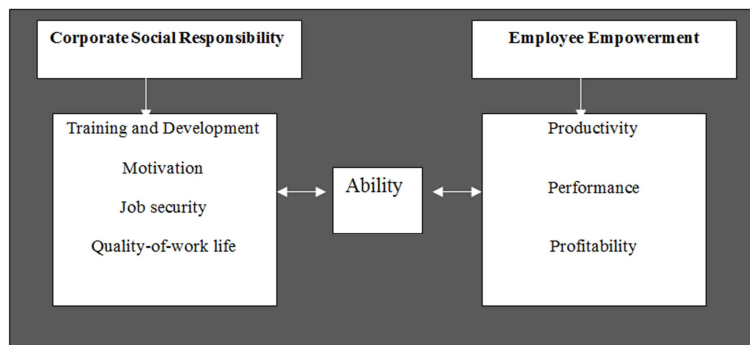 Corporate Social Responsibility
Employee Empowerment
Training and Development
Motivation
Job security
Quality-of-work life
Ability
Productivity
Performance
Profitability